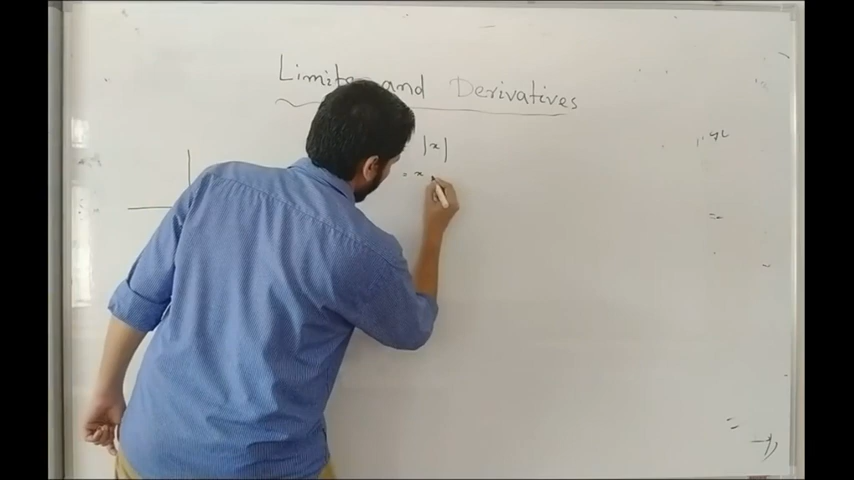 Limits and Derivatives
|x|
= x